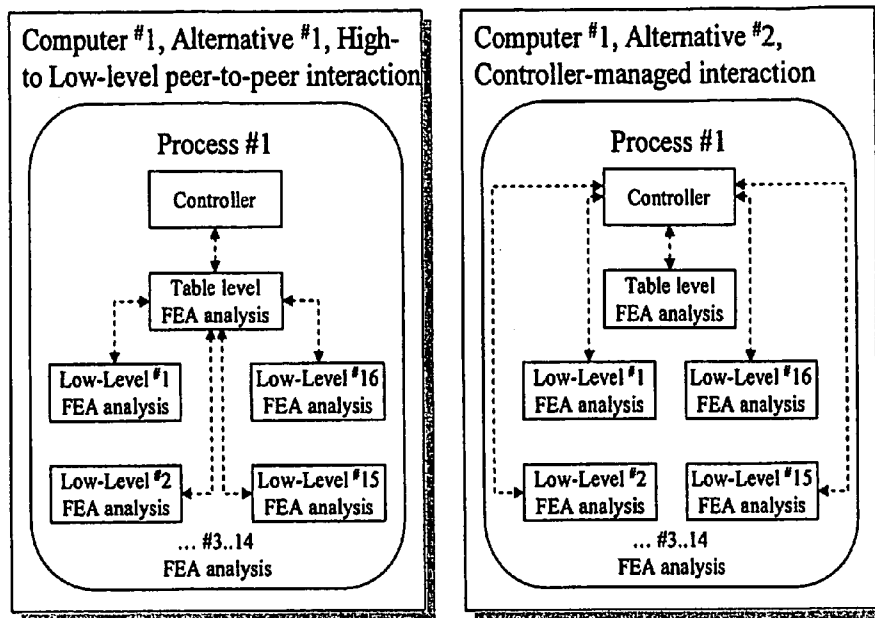 Computer #1, Alternative #1, High-
to Low-level peer-to-peer interaction
Process #1
Controller
Table level
FEA analysis
Low-Level #1
FEA analysis
Low-Level #16
FEA analysis
Low-Level #2
FEA analysis
Low-Level #15
FEA analysis
... #3..14
FEA analysis
Computer #1, Alternative #2,
Controller-managed interaction
Process #1
Controller
Table level
FEA analysis
Low-Level #1
FEA analysis
Low-Level #16
FEA analysis
Low-Level #2
FEA analysis
Low-Level #15
FEA analysis
... #3..14
FEA analysis